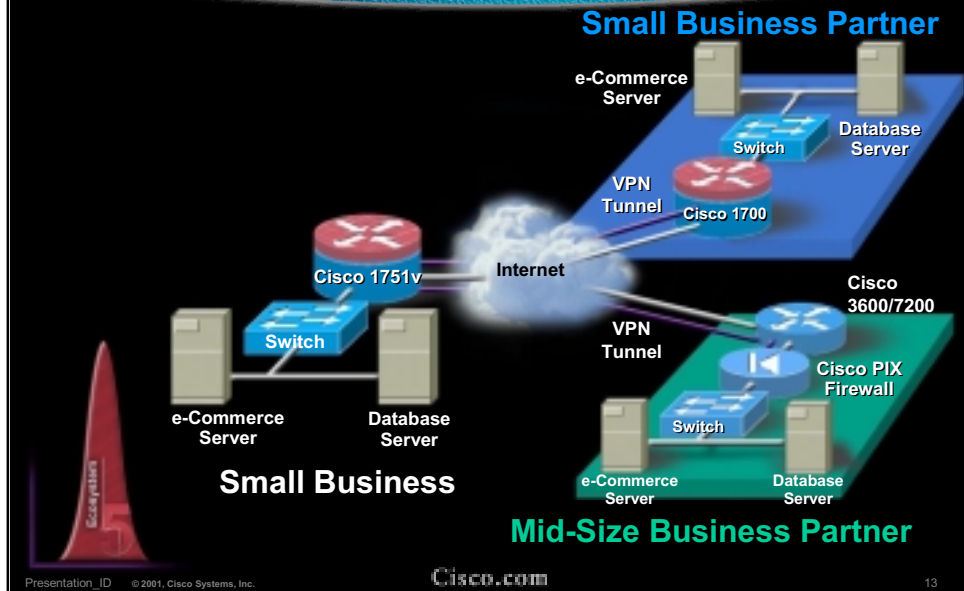 Small Business Partner
e-Commerce
Server
Database
Server
Switch
VPN
Tunnel
Cisco 1700
Internet
Cisco 1751v
Switch
e-Commerce
Server
Database
Server
Small Business
Cisco
3600/7200
VPN
Tunnel
Cisco PIX
Firewall
Switch
e-Commerce
Server
Database
Server
Mid-Size Business Partner
Ecosystem
5
Presentation_ID
© 2001, Cisco Systems, Inc.
Cisco.com
13